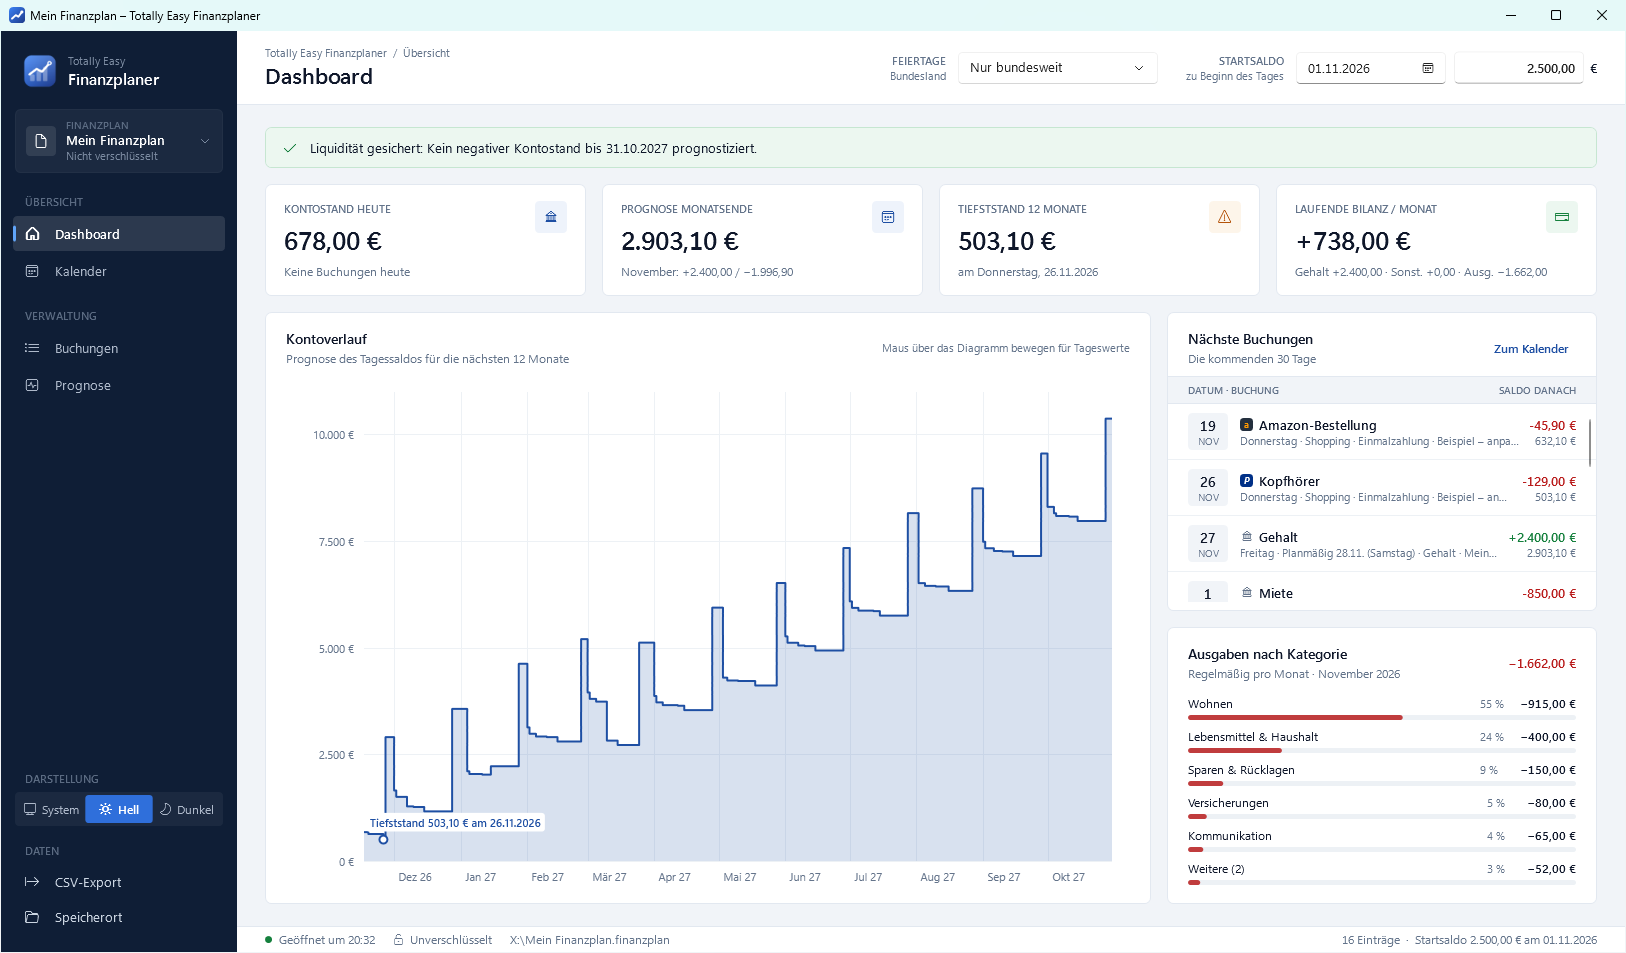 Mein Finanzplan – Totally Easy Finanzplaner
Totally Easy
Finanzplaner
FINANZPLAN
Mein Finanzplan
Nicht verschlüsselt
ÜBERSICHT
Dashboard
Kalender
VERWALTUNG
Buchungen
Prognose
DARSTELLUNG
System
Hell
Dunkel
DATEN
CSV-Export
Speicherort
Totally Easy Finanzplaner / Übersicht
Dashboard
FEIERTAGE
Bundesland
Nur bundesweit
STARTSALDO
zu Beginn des Tages
01.11.2026
2.500,00 €
Liquidität gesichert: Kein negativer Kontostand bis 31.10.2027 prognostiziert.
KONTOSTAND HEUTE
678,00 €
Keine Buchungen heute
PROGNOSE MONATSENDE
2.903,10 €
November: +2.400,00 / −1.996,90
TIEFSTSTAND 12 MONATE
503,10 €
am Donnerstag, 26.11.2026
LAUFENDE BILANZ / MONAT
+738,00 €
Gehalt +2.400,00 · Sonst. +0,00 · Ausg. −1.662,00
Kontoverlauf
Prognose des Tagessaldos für die nächsten 12 Monate
Maus über das Diagramm bewegen für Tageswerte
10.000 €
7.500 €
5.000 €
2.500 €
0 €
Tiefststand 503,10 € am 26.11.2026
Dez 26 Jan 27 Feb 27 Mär 27 Apr 27 Mai 27 Jun 27 Jul 27 Aug 27 Sep 27 Okt 27
Nächste Buchungen
Die kommenden 30 Tage
Zum Kalender
DATUM · BUCHUNG SALDO DANACH
19 a Amazon-Bestellung -45,90 €
NOV Donnerstag · Shopping · Einmalzahlung · Beispiel – anpa... 632,10 €
26 P Kopfhörer -129,00 €
NOV Donnerstag · Shopping · Einmalzahlung · Beispiel – an... 503,10 €
27 Gehalt +2.400,00 €
NOV Freitag · Planmäßig 28.11. (Samstag) · Gehalt · Mein... 2.903,10 €
1 Miete -850,00 €
Ausgaben nach Kategorie
Regelmäßig pro Monat · November 2026
−1.662,00 €
Wohnen 55 % −915,00 €
Lebensmittel & Haushalt 24 % −400,00 €
Sparen & Rücklagen 9 % −150,00 €
Versicherungen 5 % −80,00 €
Kommunikation 4 % −65,00 €
Weitere (2) 3 % −52,00 €
Geöffnet um 20:32 Unverschlüsselt X:\Mein Finanzplan.finanzplan
16 Einträge · Startsaldo 2.500,00 € am 01.11.2026